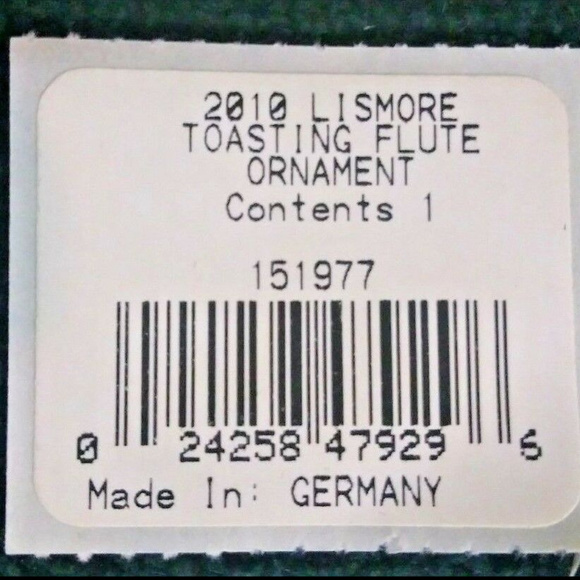 2010 LISMORE
TOASTING FLUTE
ORNAMENT
Contents 1
151977
0 24258 47929 6
Made In: GERMANY